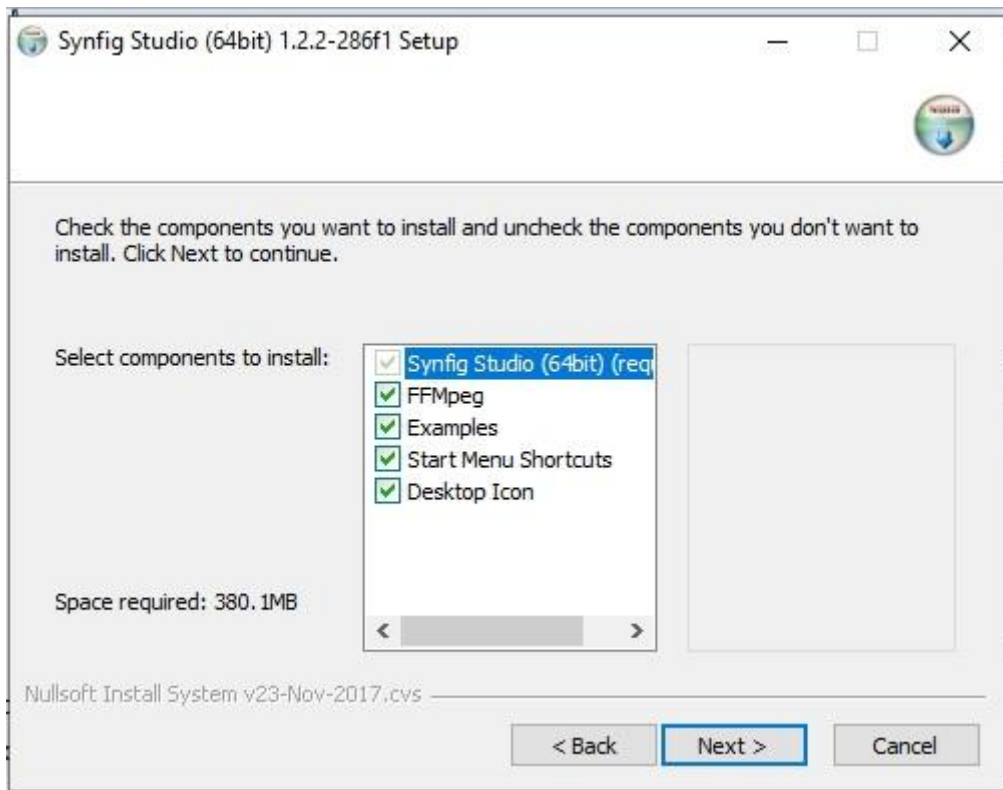 Synfig Studio (64bit) 1.2.2-286f1 Setup
Check the components you want to install and uncheck the components you don't want to
install. Click Next to continue.
Select components to install:
Synfig Studio (64bit) (requ
FFMpeg
Examples
Start Menu Shortcuts
Desktop Icon
Space required: 380.1MB
Nullsoft Install System v23-Nov-2017.cvs
< Back
Next >
Cancel